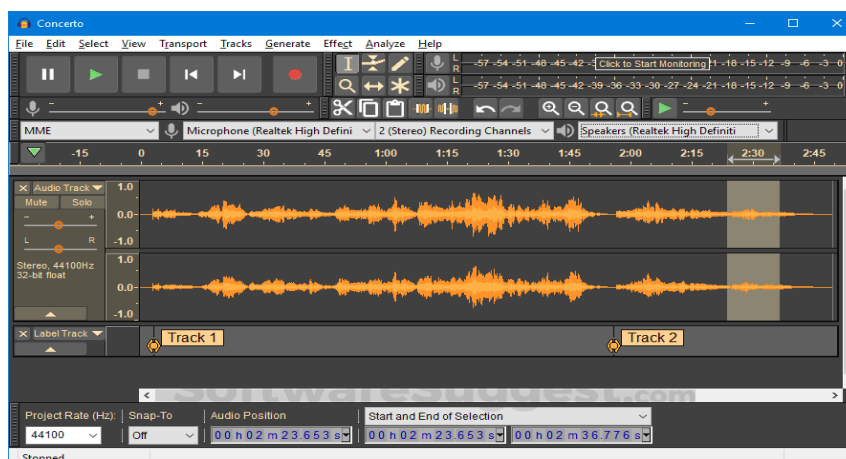 Concerto
File Edit Select View Transport Tracks Generate Effect Analyze Help
L R -57 -54 -51 -48 -45 -42 Click to Start Monitoring -18 -15 -12 -9 -6 -3 0
L R -57 -54 -51 -48 -45 -42 -39 -36 -33 -30 -27 -24 -21 -18 -15 -12 -9 -6 -3 0
- + - + - +
MME Microphone (Realtek High Defini 2 (Stereo) Recording Channels Speakers (Realtek High Definiti
-15 0 15 30 45 1:00 1:15 1:30 1:45 2:00 2:15 2:30 2:45
X Audio Track 1.0
Mute Solo
- + 0.0
L R -1.0
Stereo, 44100Hz 1.0
32-bit float 0.0
-1.0
X Label Track Track 1 Track 2
softwaresuggest.com
Project Rate (Hz): Snap-To Audio Position Start and End of Selection
44100 Off 00 h 02 m 23.653 s 00 h 02 m 23.653 s 00 h 02 m 36.776 s
Stopped